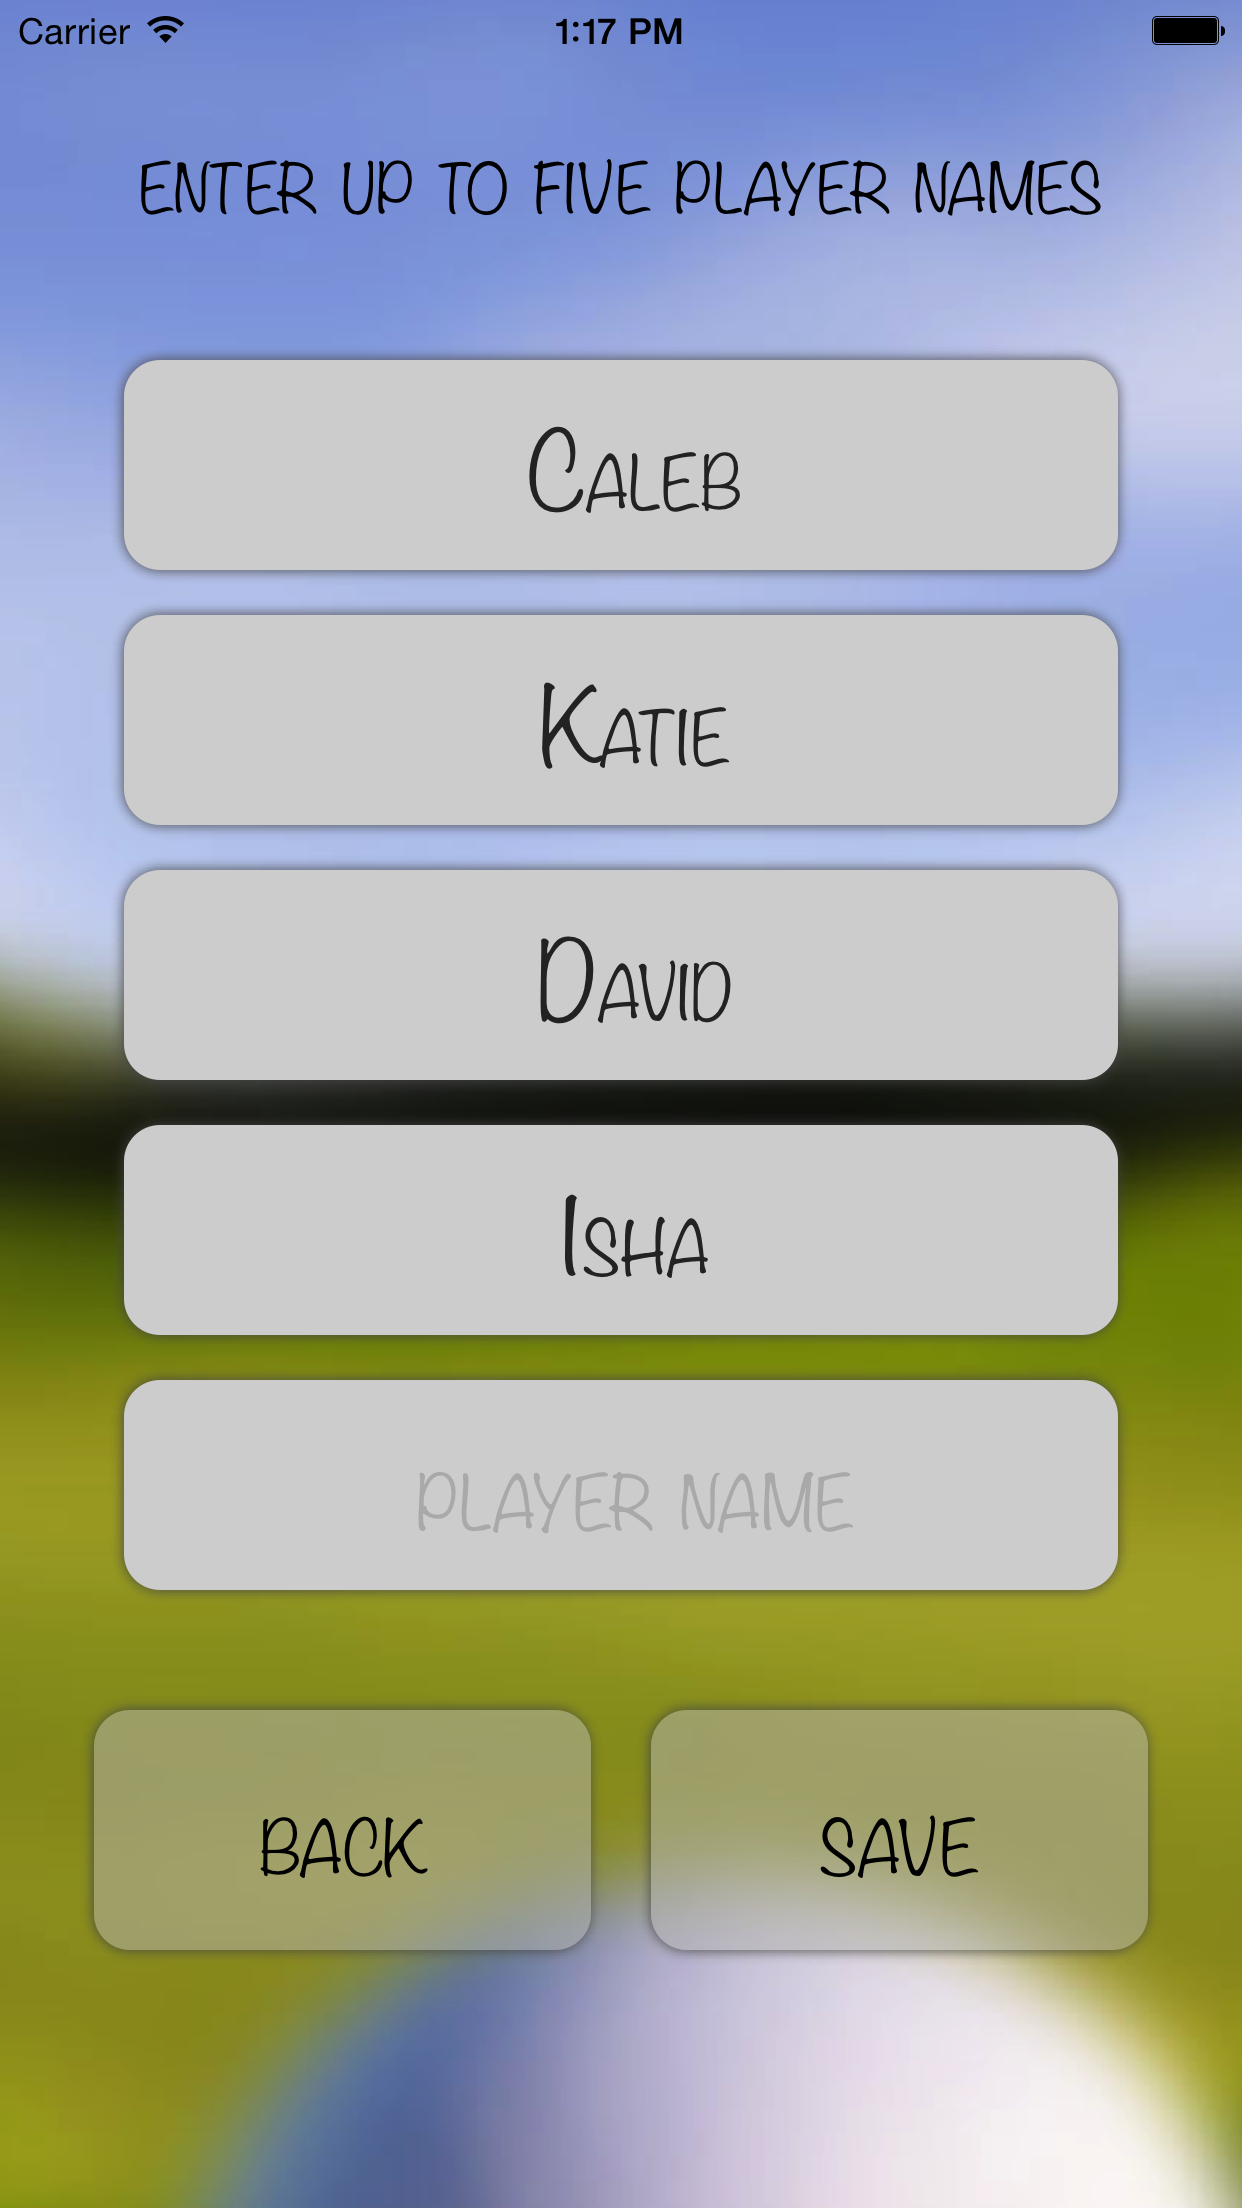 Carrier 1:17 PM
ENTER UP TO FIVE PLAYER NAMES
Caleb
Katie
David
Isha
PLAYER NAME
BACK SAVE